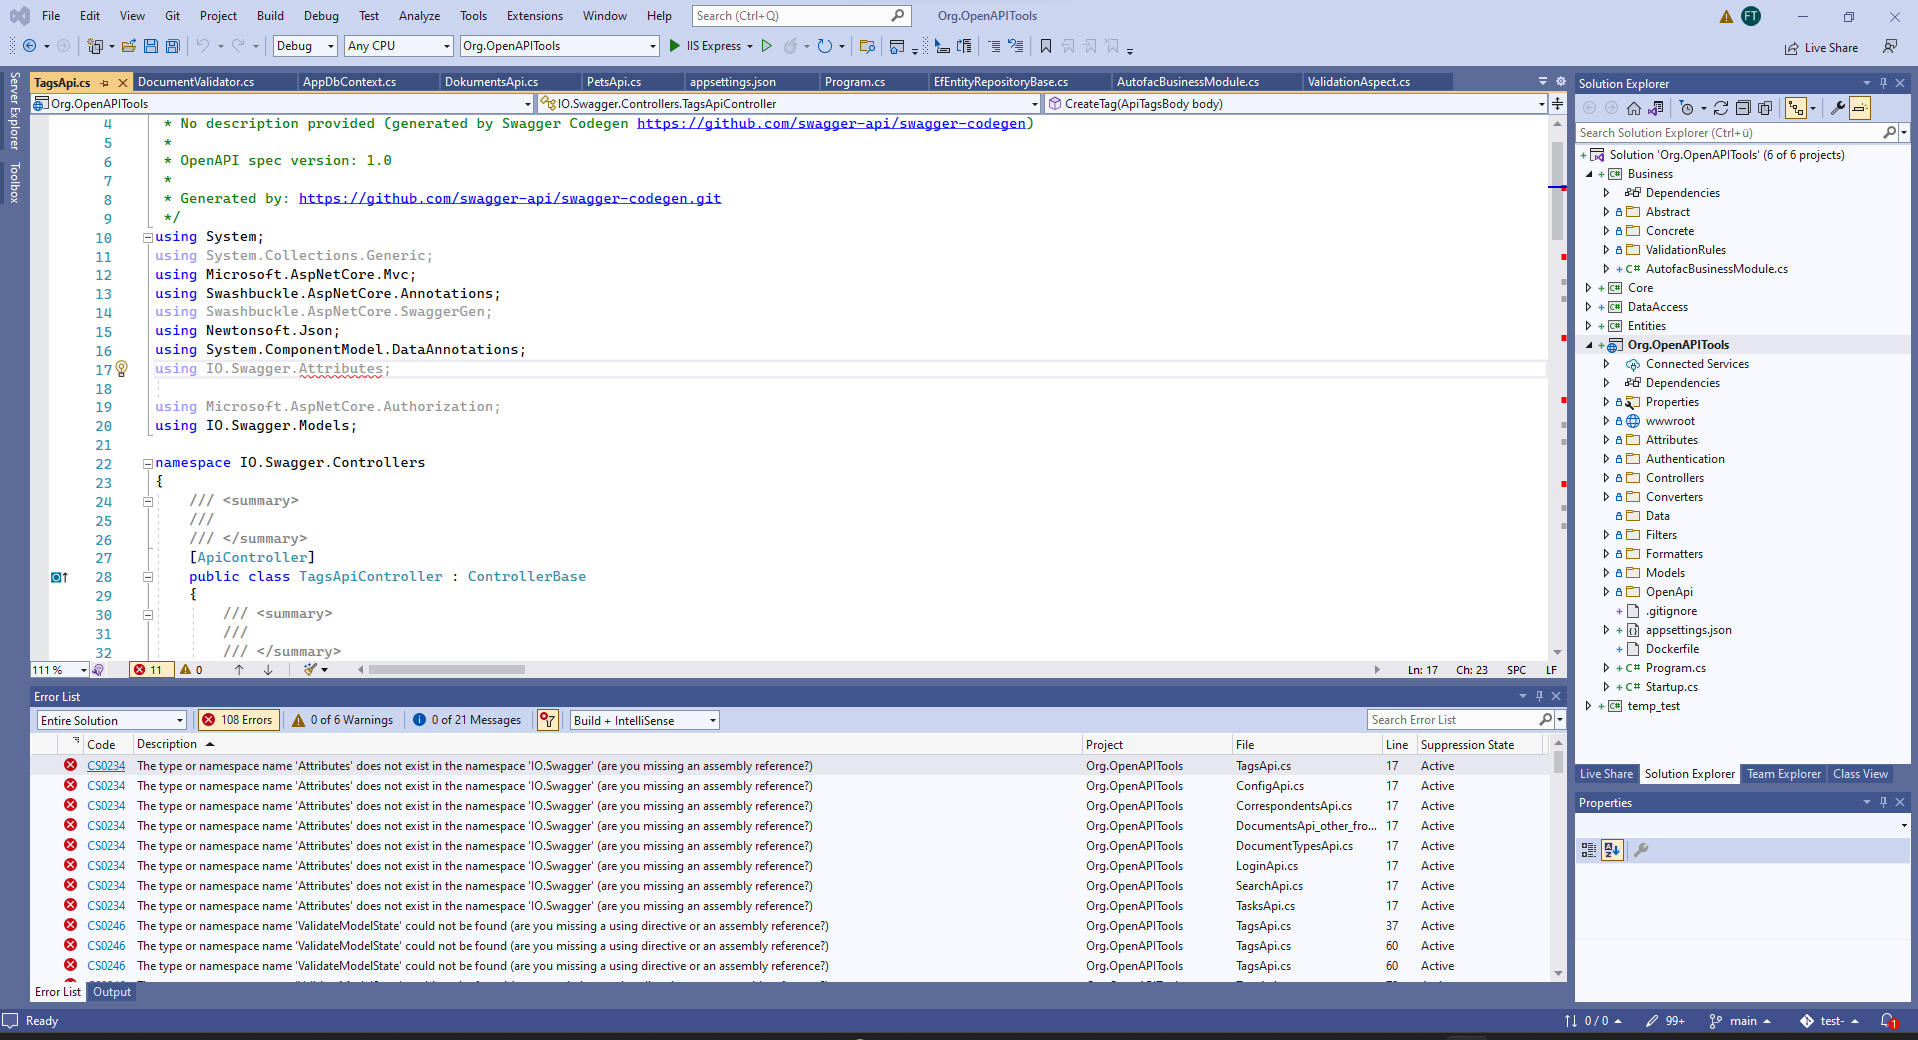 File Edit View Git Project Build Debug Test Analyze Tools Extensions Window Help Search (Ctrl+Q) Org.OpenAPITools FT
Debug Any CPU Org.OpenAPITools IIS Express Live Share
Server Explorer
Toolbox
TagsApi.cs DocumentValidator.cs AppDbContext.cs DokumentsApi.cs PetsApi.cs appsettings.json Program.cs EfEntityRepositoryBase.cs AutofacBusinessModule.cs ValidationAspect.cs
Org.OpenAPITools IO.Swagger.Controllers.TagsApiController CreateTag(ApiTagsBody body)
4 * No description provided (generated by Swagger Codegen https://github.com/swagger-api/swagger-codegen)
5 *
6 * OpenAPI spec version: 1.0
7 *
8 * Generated by: https://github.com/swagger-api/swagger-codegen.git
9 */
10 using System;
11 using System.Collections.Generic;
12 using Microsoft.AspNetCore.Mvc;
13 using Swashbuckle.AspNetCore.Annotations;
14 using Swashbuckle.AspNetCore.SwaggerGen;
15 using Newtonsoft.Json;
16 using System.ComponentModel.DataAnnotations;
17 using IO.Swagger.Attributes;
18
19 using Microsoft.AspNetCore.Authorization;
20 using IO.Swagger.Models;
21
22 namespace IO.Swagger.Controllers
23 {
24 /// <summary>
25 ///
26 /// </summary>
27 [ApiController]
28 public class TagsApiController : ControllerBase
29 {
30 /// <summary>
31 ///
32 /// </summary>
111 % 11 0 Ln: 17 Ch: 23 SPC LF
Error List
Entire Solution 108 Errors 0 of 6 Warnings 0 of 21 Messages Build + IntelliSense Search Error List
Code Description Project File Line Suppression State
CS0234 The type or namespace name 'Attributes' does not exist in the namespace 'IO.Swagger' (are you missing an assembly reference?) Org.OpenAPITools TagsApi.cs 17 Active
CS0234 The type or namespace name 'Attributes' does not exist in the namespace 'IO.Swagger' (are you missing an assembly reference?) Org.OpenAPITools ConfigApi.cs 17 Active
CS0234 The type or namespace name 'Attributes' does not exist in the namespace 'IO.Swagger' (are you missing an assembly reference?) Org.OpenAPITools CorrespondentsApi.cs 17 Active
CS0234 The type or namespace name 'Attributes' does not exist in the namespace 'IO.Swagger' (are you missing an assembly reference?) Org.OpenAPITools DocumentsApi_other_fro... 17 Active
CS0234 The type or namespace name 'Attributes' does not exist in the namespace 'IO.Swagger' (are you missing an assembly reference?) Org.OpenAPITools DocumentTypesApi.cs 17 Active
CS0234 The type or namespace name 'Attributes' does not exist in the namespace 'IO.Swagger' (are you missing an assembly reference?) Org.OpenAPITools LoginApi.cs 17 Active
CS0234 The type or namespace name 'Attributes' does not exist in the namespace 'IO.Swagger' (are you missing an assembly reference?) Org.OpenAPITools SearchApi.cs 17 Active
CS0234 The type or namespace name 'Attributes' does not exist in the namespace 'IO.Swagger' (are you missing an assembly reference?) Org.OpenAPITools TasksApi.cs 17 Active
CS0246 The type or namespace name 'ValidateModelState' could not be found (are you missing a using directive or an assembly reference?) Org.OpenAPITools TagsApi.cs 37 Active
CS0246 The type or namespace name 'ValidateModelState' could not be found (are you missing a using directive or an assembly reference?) Org.OpenAPITools TagsApi.cs 60 Active
CS0246 The type or namespace name 'ValidateModelState' could not be found (are you missing a using directive or an assembly reference?) Org.OpenAPITools TagsApi.cs 60 Active
Error List Output
Solution Explorer
Search Solution Explorer (Ctrl+ü)
Solution 'Org.OpenAPITools' (6 of 6 projects)
Business
Dependencies
Abstract
Concrete
ValidationRules
C# AutofacBusinessModule.cs
Core
DataAccess
Entities
Org.OpenAPITools
Connected Services
Dependencies
Properties
wwwroot
Attributes
Authentication
Controllers
Converters
Data
Filters
Formatters
Models
OpenApi
.gitignore
appsettings.json
Dockerfile
C# Program.cs
C# Startup.cs
temp_test
Live Share Solution Explorer Team Explorer Class View
Properties
Ready 0 / 0 99+ main test- 1